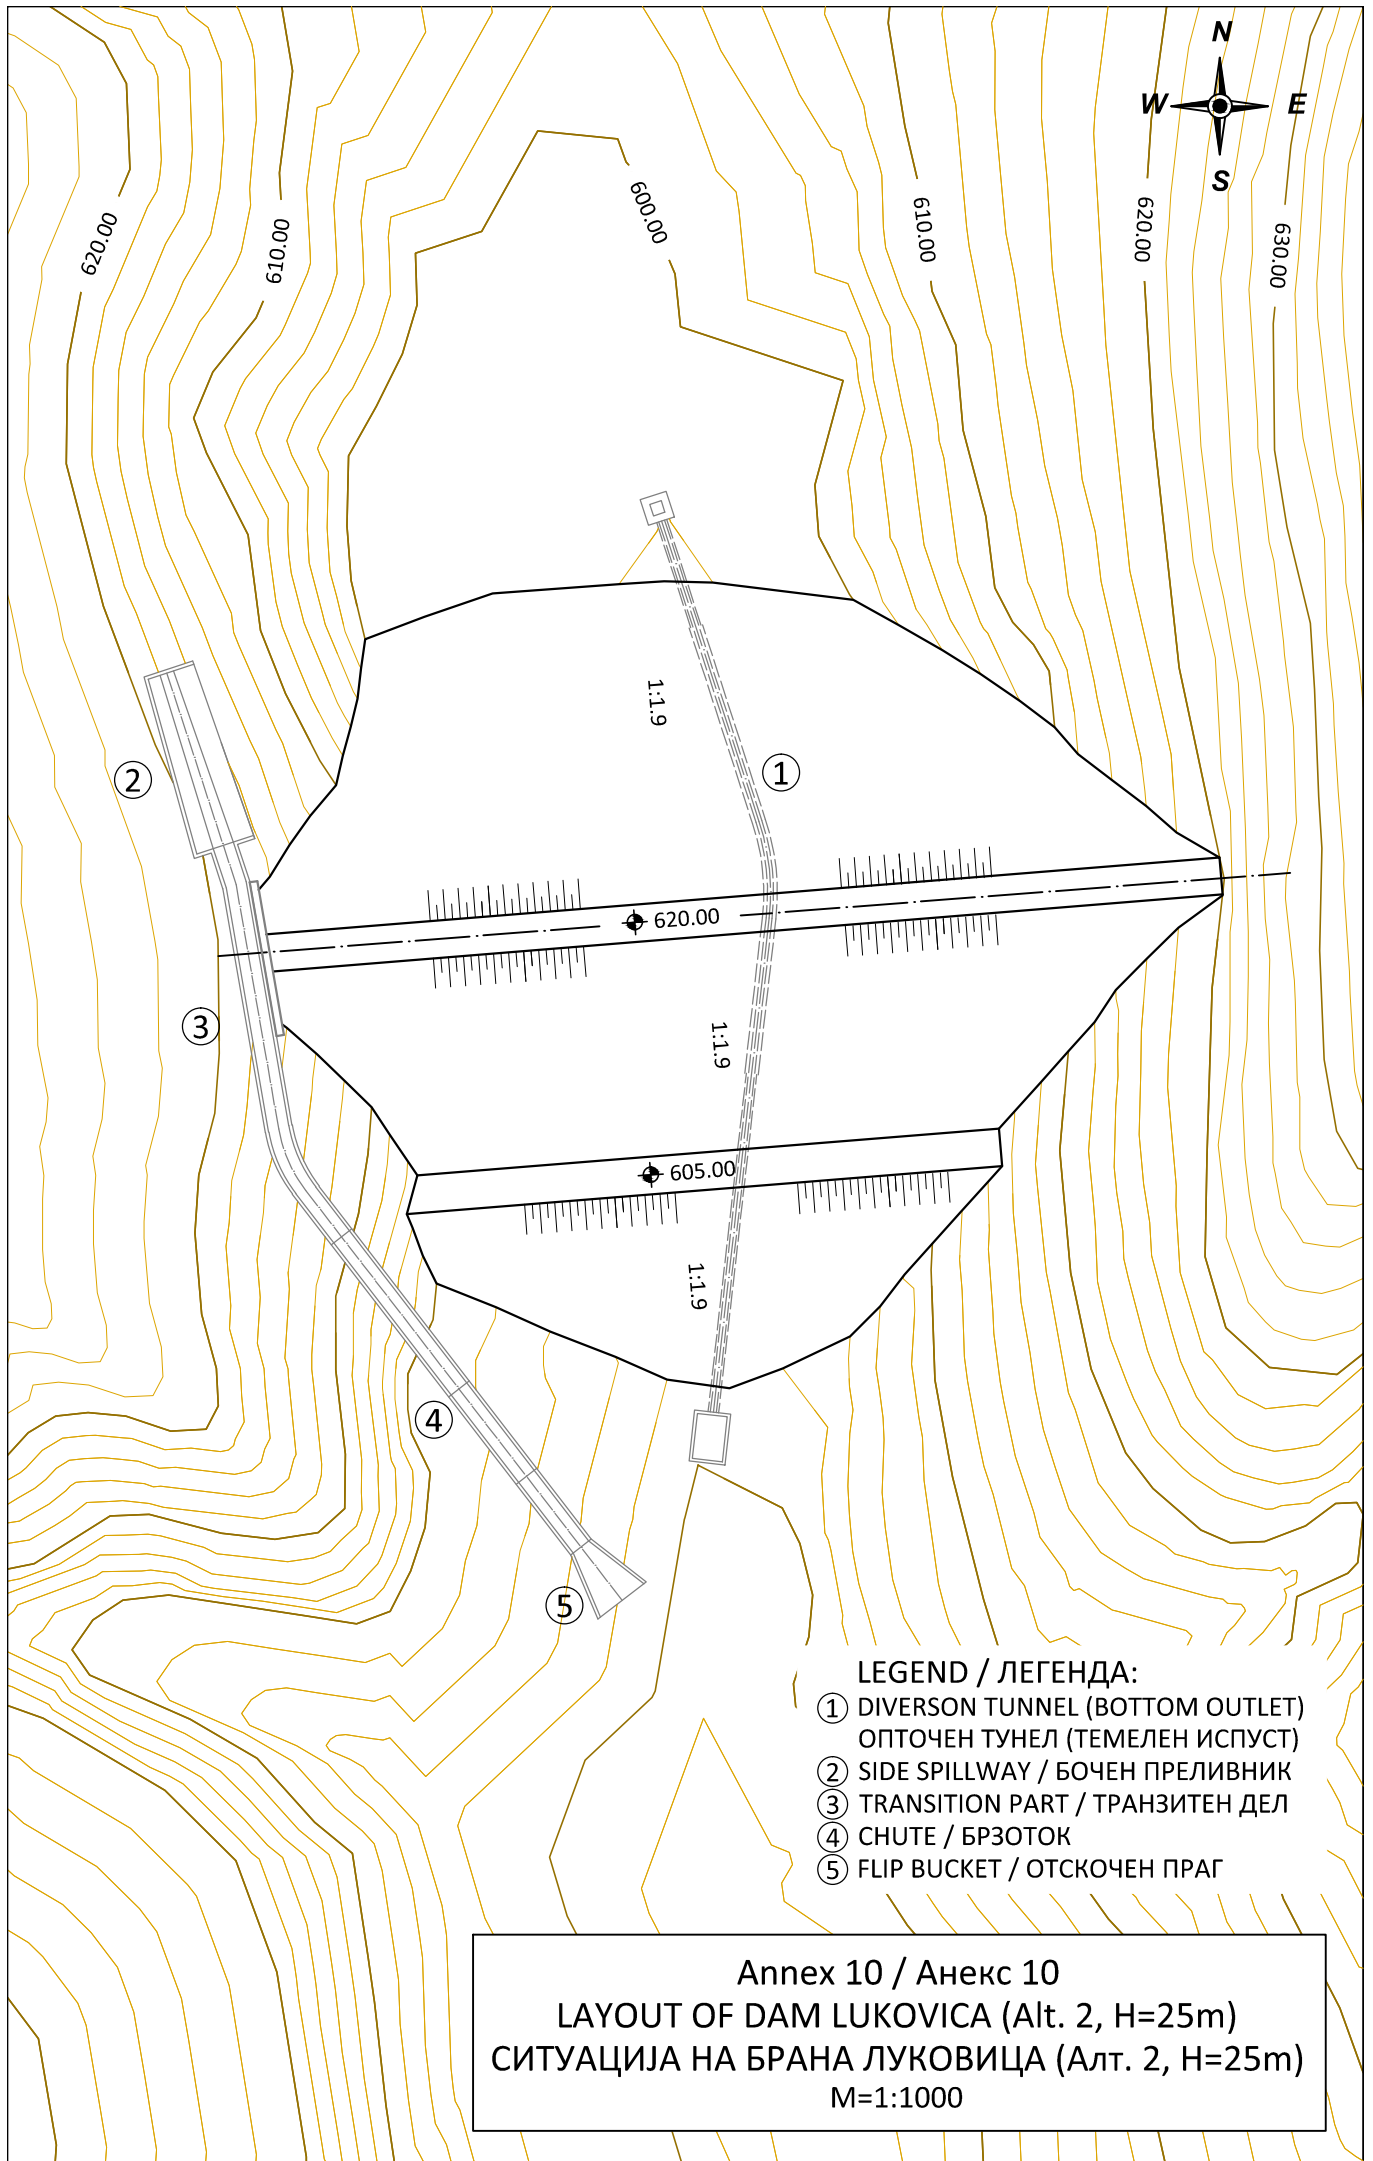 N
W E
S
620.00
610.00
600.00
610.00
620.00
630.00
1:1.9
1
2
620.00
3
1:1.9
605.00
1:1.9
4
5
LEGEND / ЛЕГЕНДА:
1 DIVERSON TUNNEL (BOTTOM OUTLET)
ОПТОЧЕН ТУНЕЛ (ТЕМЕЛЕН ИСПУСТ)
2 SIDE SPILLWAY / БОЧЕН ПРЕЛИВНИК
3 TRANSITION PART / ТРАНЗИТЕН ДЕЛ
4 CHUTE / БРЗОТОК
5 FLIP BUCKET / ОТСКОЧЕН ПРАГ
Annex 10 / Анекс 10
LAYOUT OF DAM LUKOVICA (Alt. 2, H=25m)
СИТУАЦИЈА НА БРАНА ЛУКОВИЦА (Алт. 2, H=25m)
M=1:1000